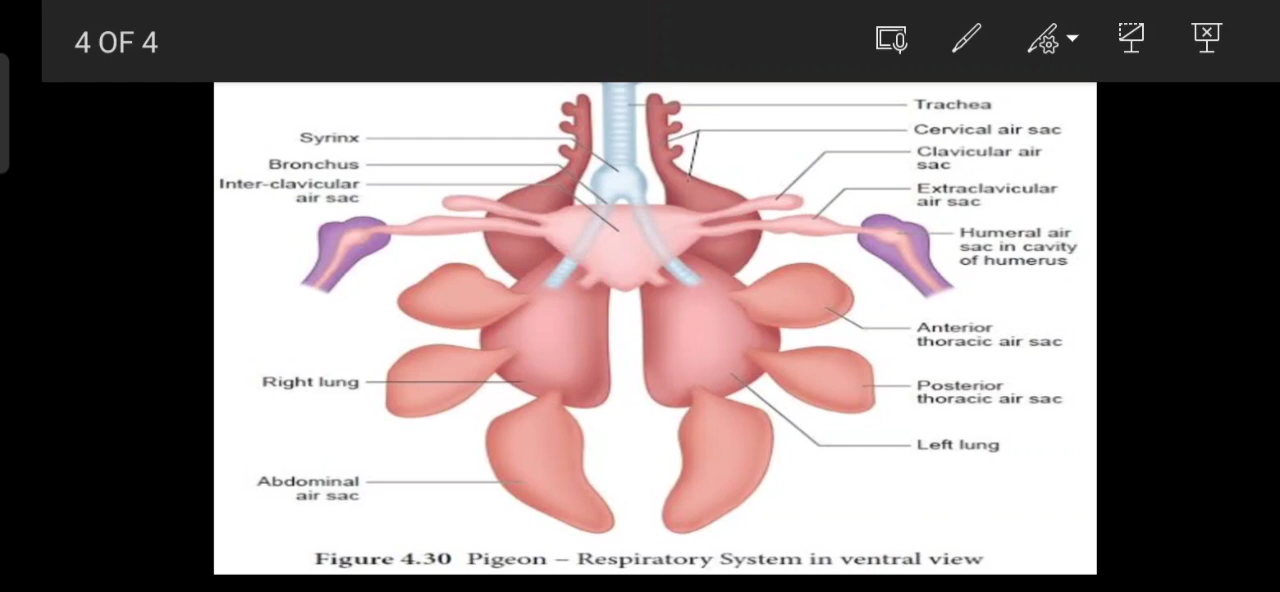 4 OF 4
Trachea
Syrinx
Cervical air sac
Bronchus
Clavicular air
sac
Inter-clavicular
air sac
Extraclavicular
air sac
Humeral air
sac in cavity
of humerus
Anterior
thoracic air sac
Right lung
Posterior
thoracic air sac
Left lung
Abdominal
air sac
Figure 4.30 Pigeon – Respiratory System in ventral view